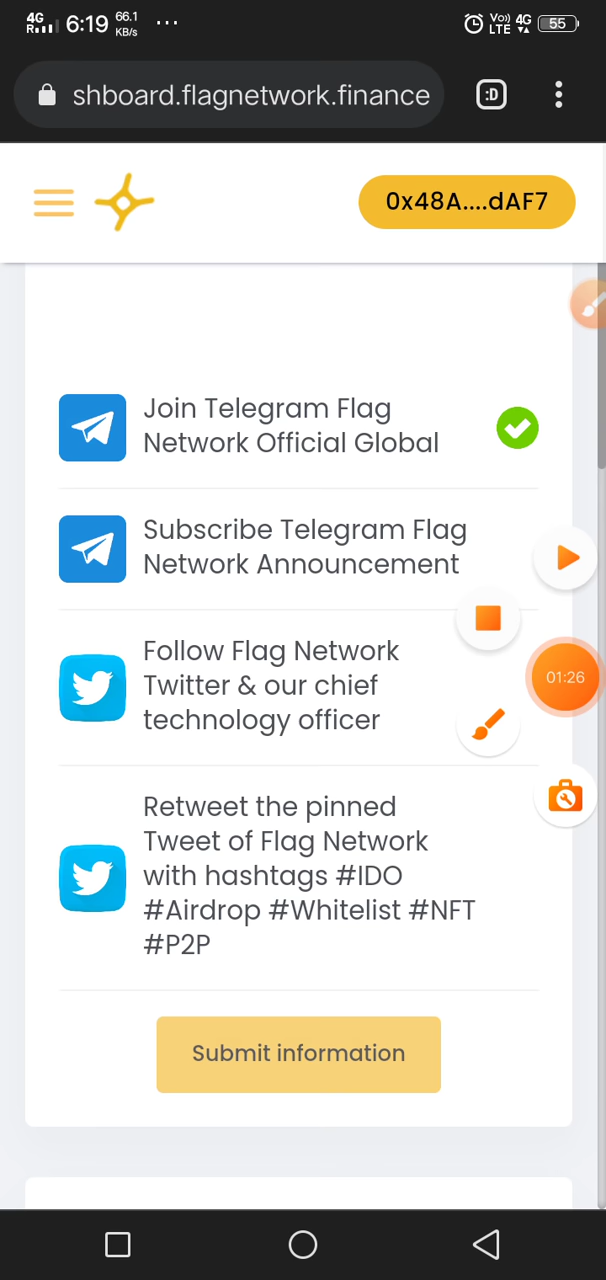 4G
R
6:19
66.1
KB/s
...
Vo))
LTE
4G
55
shboard.flagnetwork.finance
:D
0x48A....dAF7
Join Telegram Flag
Network Official Global
Subscribe Telegram Flag
Network Announcement
Follow Flag Network
Twitter & our chief
technology officer
01:26
Retweet the pinned
Tweet of Flag Network
with hashtags #IDO
#Airdrop #Whitelist #NFT
#P2P
Submit information